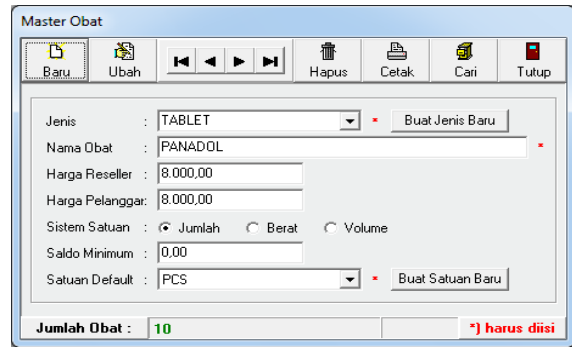 Master Obat
Baru Ubah Hapus Cetak Cari Tutup
Jenis : TABLET * Buat Jenis Baru
Nama Obat : PANADOL *
Harga Reseller : 8.000,00
Harga Pelanggar: 8.000,00
Sistem Satuan : Jumlah Berat Volume
Saldo Minimum : 0,00
Satuan Default : PCS * Buat Satuan Baru
Jumlah Obat : 10 *) harus diisi